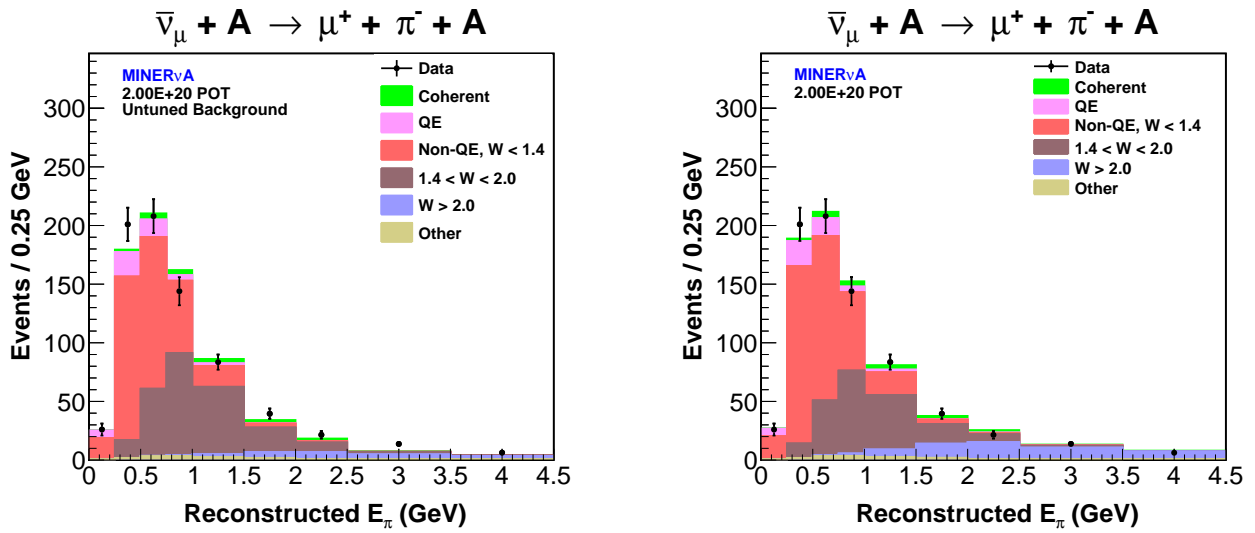 ν̅μ + A → μ+ + π- + A
MINERνA
2.00E+20 POT
Untuned Background
Data
Coherent
QE
Non-QE, W < 1.4
1.4 < W < 2.0
W > 2.0
Other
Events / 0.25 GeV
300
250
200
150
100
50
0
0 0.5 1 1.5 2 2.5 3 3.5 4 4.5
Reconstructed Eπ (GeV)
ν̅μ + A → μ+ + π- + A
MINERνA
2.00E+20 POT
Data
Coherent
QE
Non-QE, W < 1.4
1.4 < W < 2.0
W > 2.0
Other
Events / 0.25 GeV
300
250
200
150
100
50
0
0 0.5 1 1.5 2 2.5 3 3.5 4 4.5
Reconstructed Eπ (GeV)